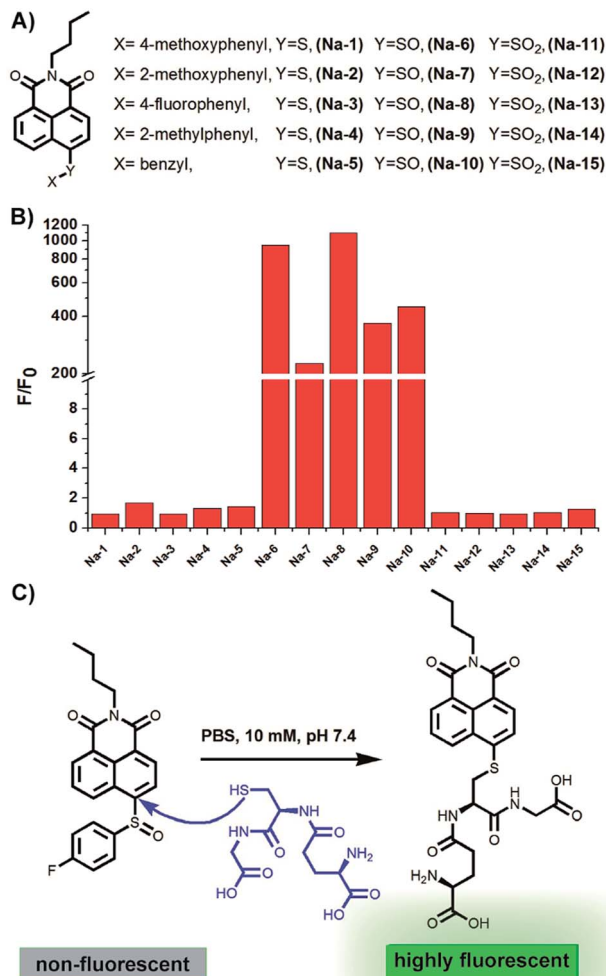 A)
O N O
X Y
X= 4-methoxyphenyl, Y=S, (Na-1) Y=SO, (Na-6) Y=SO₂, (Na-11)
X= 2-methoxyphenyl, Y=S, (Na-2) Y=SO, (Na-7) Y=SO₂, (Na-12)
X= 4-fluorophenyl, Y=S, (Na-3) Y=SO, (Na-8) Y=SO₂, (Na-13)
X= 2-methylphenyl, Y=S, (Na-4) Y=SO, (Na-9) Y=SO₂, (Na-14)
X= benzyl, Y=S, (Na-5) Y=SO, (Na-10) Y=SO₂, (Na-15)
B)
F/F₀
1200
1000
800
600
400
200
8
6
4
2
0
Na-1 Na-2 Na-3 Na-4 Na-5 Na-6 Na-7 Na-8 Na-9 Na-10 Na-11 Na-12 Na-13 Na-14 Na-15
C)
O N O
S O
F
PBS, 10 mM, pH 7.4
HS
NH
HN O O
O NH₂
OH HO O
O N O
S OH
NH HN O
O O
H₂N
O OH
non-fluorescent
highly fluorescent